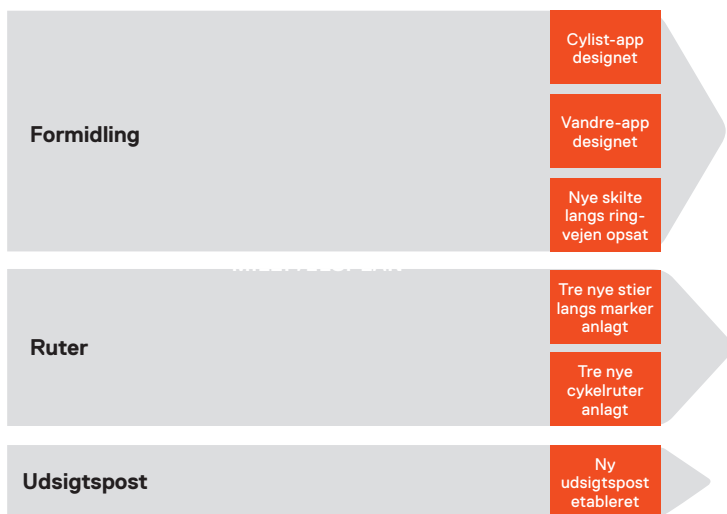 Cylist-app
designet
Formidling
Vandre-app
designet
Nye skilte
langs ring-
vejen opsat
Tre nye stier
langs marker
anlagt
Ruter
Tre nye
cykelruter
anlagt
Udsigtspost
Ny
udsigtspost
etableret